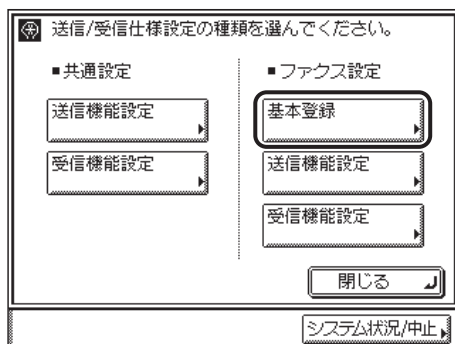 送信/受信仕様設定の種類を選んでください。
■共通設定
送信機能設定
受信機能設定
■ファクス設定
基本登録
送信機能設定
受信機能設定
閉じる
システム状況/中止